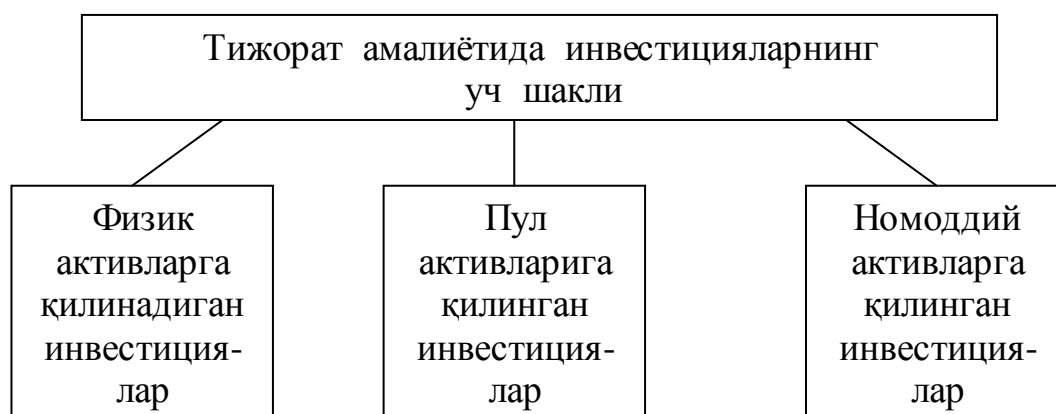 Тижорат амалиётида инвестицияларнинг
уч шакли
Физик
активларга
қилинадиган
инвестиция-
лар
Пул
активларига
қилинган
инвестиция-
лар
Номоддий
активларга
қилинган
инвестиция-
лар